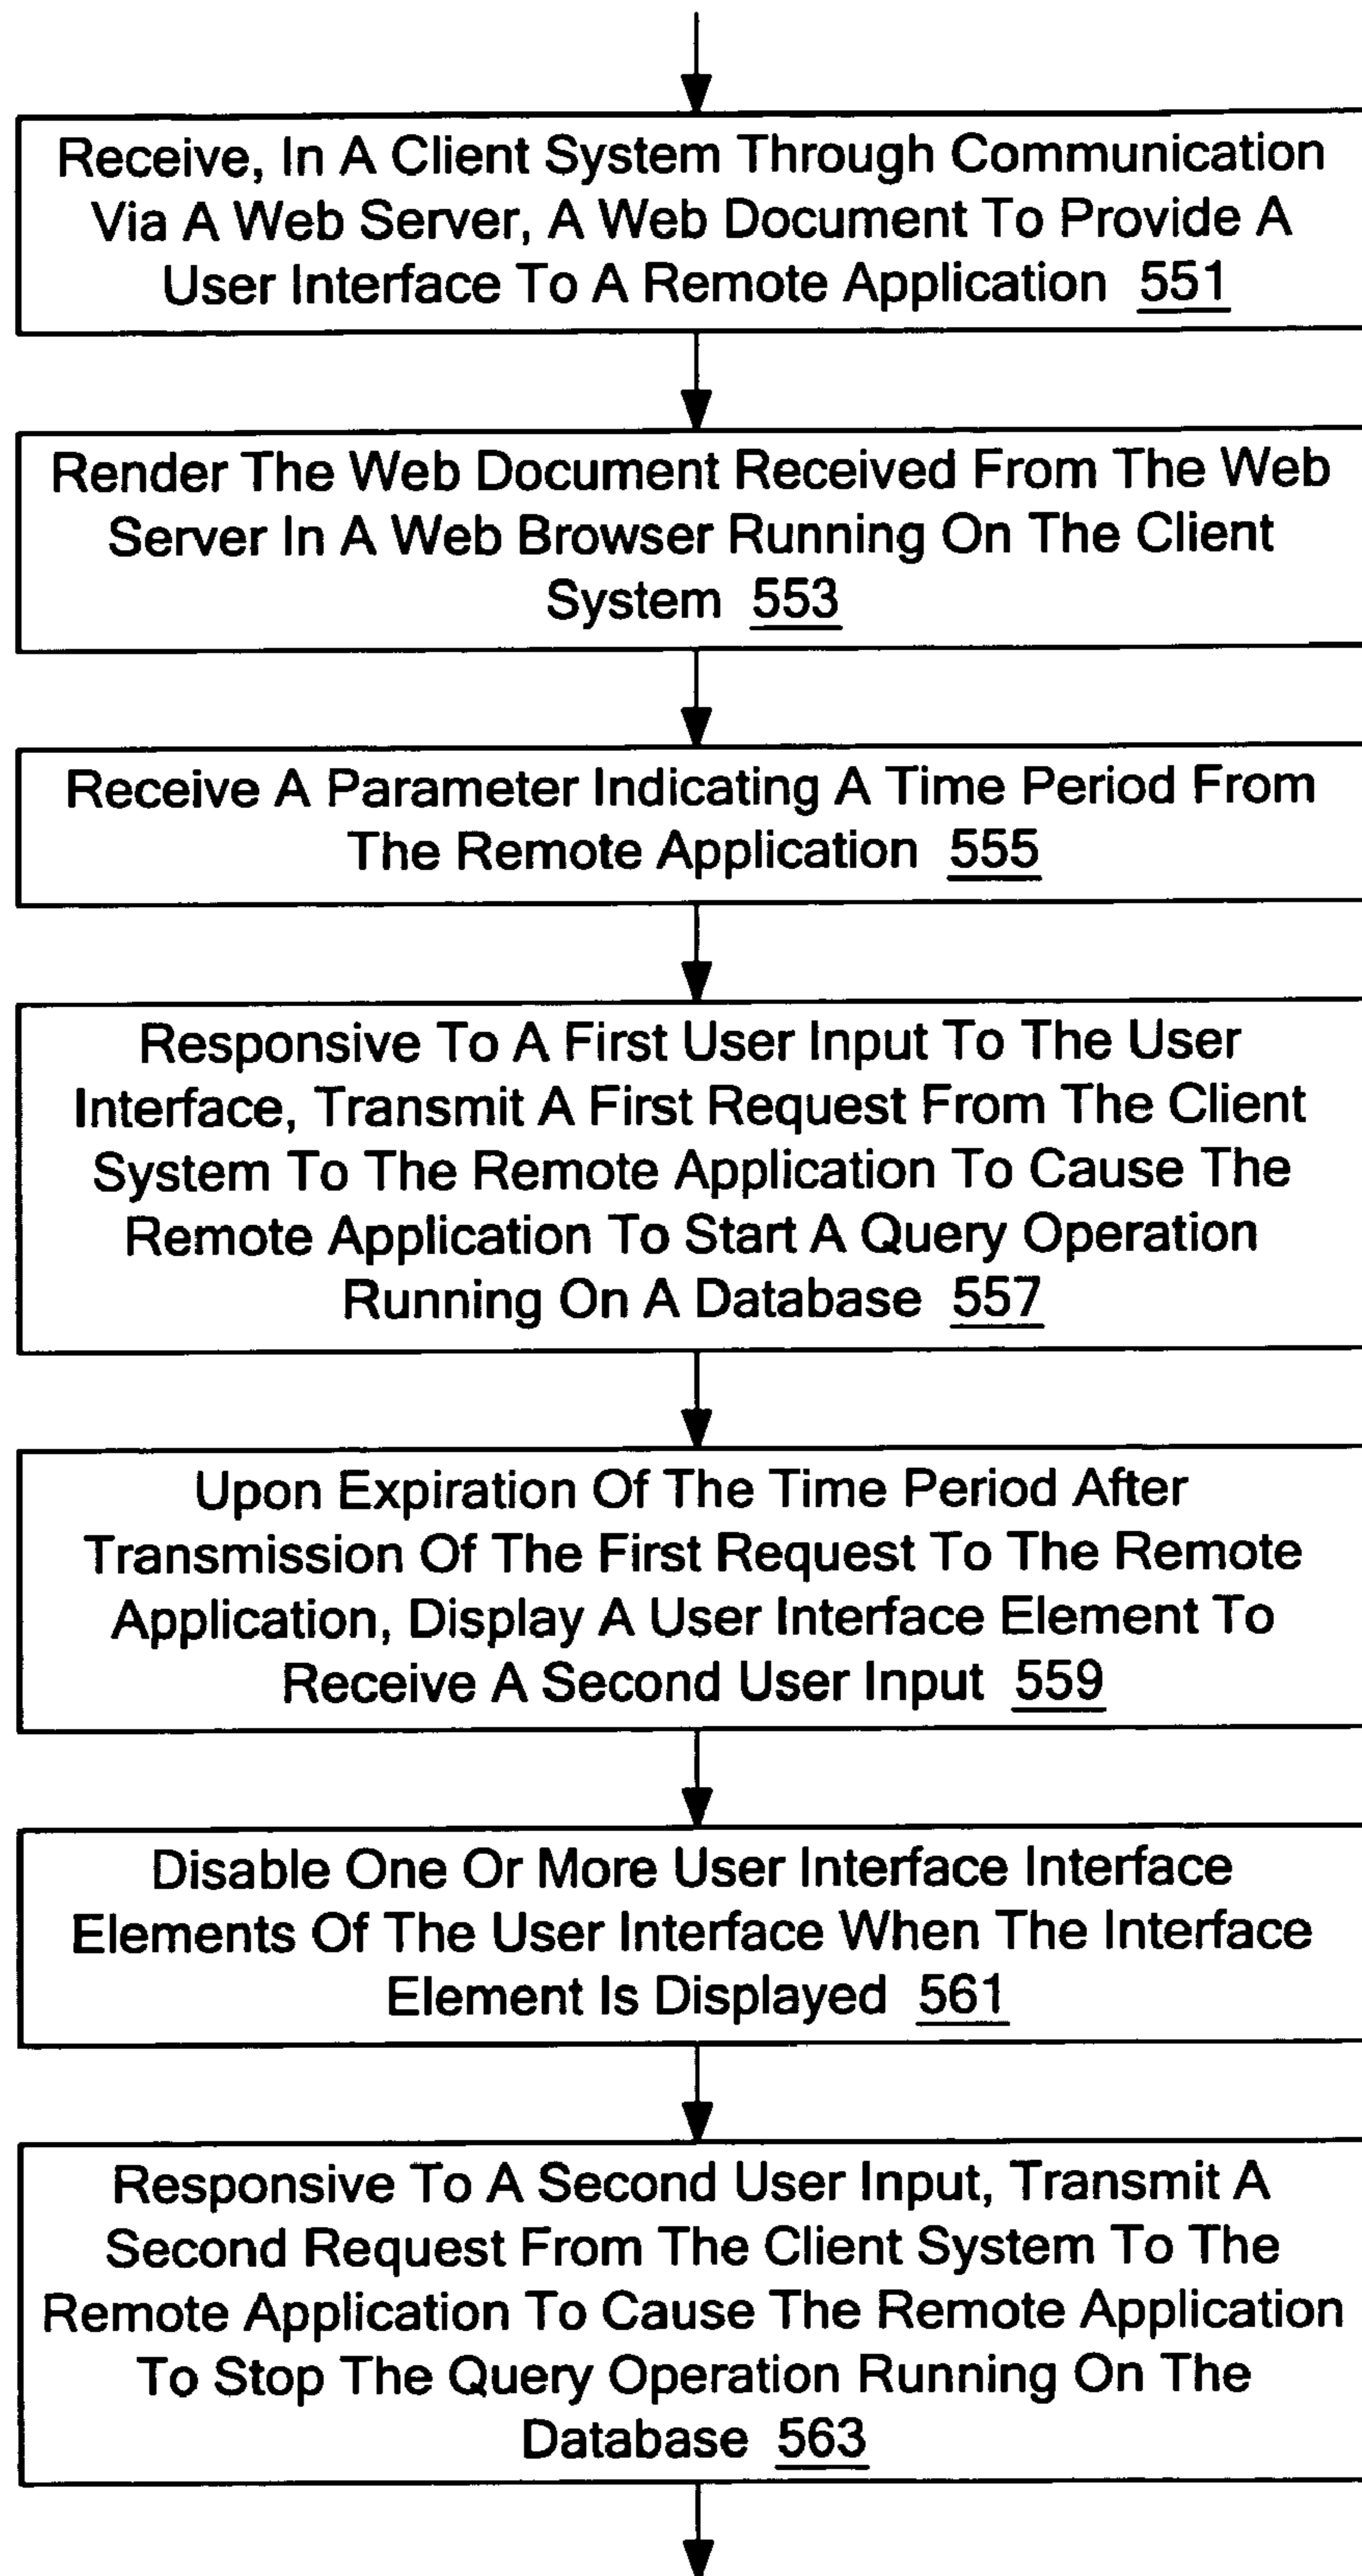 Receive, In A Client System Through Communication
Via A Web Server, A Web Document To Provide A
User Interface To A Remote Application 551
Render The Web Document Received From The Web
Server In A Web Browser Running On The Client
System 553
Receive A Parameter Indicating A Time Period From
The Remote Application 555
Responsive To A First User Input To The User
Interface, Transmit A First Request From The Client
System To The Remote Application To Cause The
Remote Application To Start A Query Operation
Running On A Database 557
Upon Expiration Of The Time Period After
Transmission Of The First Request To The Remote
Application, Display A User Interface Element To
Receive A Second User Input 559
Disable One Or More User Interface Interface
Elements Of The User Interface When The Interface
Element Is Displayed 561
Responsive To A Second User Input, Transmit A
Second Request From The Client System To The
Remote Application To Cause The Remote Application
To Stop The Query Operation Running On The
Database 563